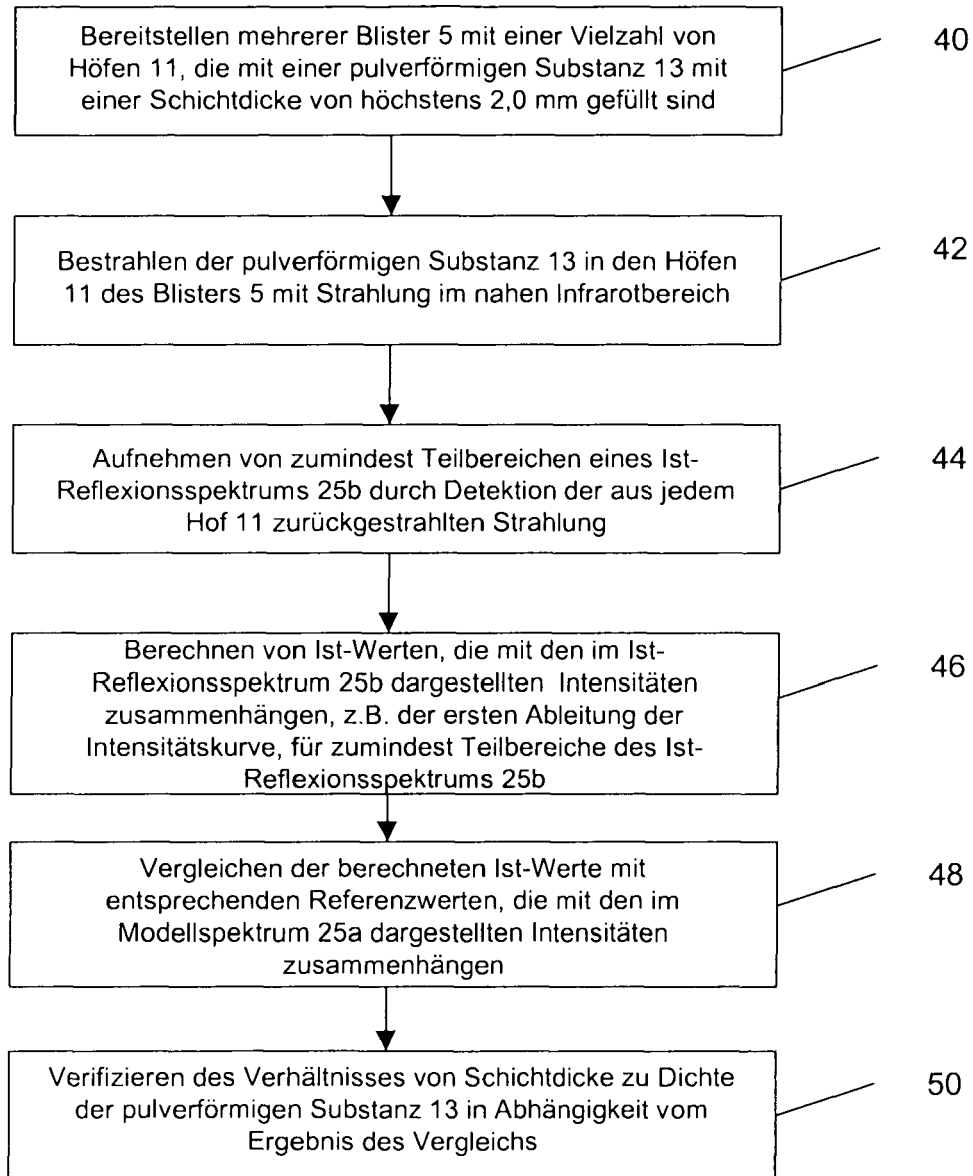 Bereitstellen mehrerer Blister 5 mit einer Vielzahl von
Höfen 11, die mit einer pulverförmigen Substanz 13 mit
einer Schichtdicke von höchstens 2,0 mm gefüllt sind
40
Bestrahlen der pulverförmigen Substanz 13 in den Höfen
11 des Blisters 5 mit Strahlung im nahen Infrarotbereich
42
Aufnehmen von zumindest Teilbereichen eines Ist-
Reflexionsspektrums 25b durch Detektion der aus jedem
Hof 11 zurückgestrahlten Strahlung
44
Berechnen von Ist-Werten, die mit den im Ist-
Reflexionsspektrum 25b dargestellten Intensitäten
zusammenhängen, z.B. der ersten Ableitung der
Intensitätskurve, für zumindest Teilbereiche des Ist-
Reflexionsspektrums 25b
46
Vergleichen der berechneten Ist-Werte mit
entsprechenden Referenzwerten, die mit den im
Modellspektrum 25a dargestellten Intensitäten
zusammenhängen
48
Verifizieren des Verhältnisses von Schichtdicke zu Dichte
der pulverförmigen Substanz 13 in Abhängigkeit vom
Ergebnis des Vergleichs
50